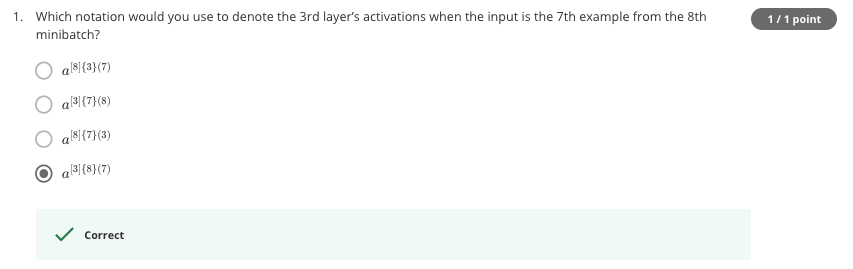 1. Which notation would you use to denote the 3rd layer's activations when the input is the 7th example from the 8th
minibatch?
1 / 1 point
a[8]{3}(7)
a[3]{7}(8)
a[8]{7}(3)
a[3]{8}(7)
Correct